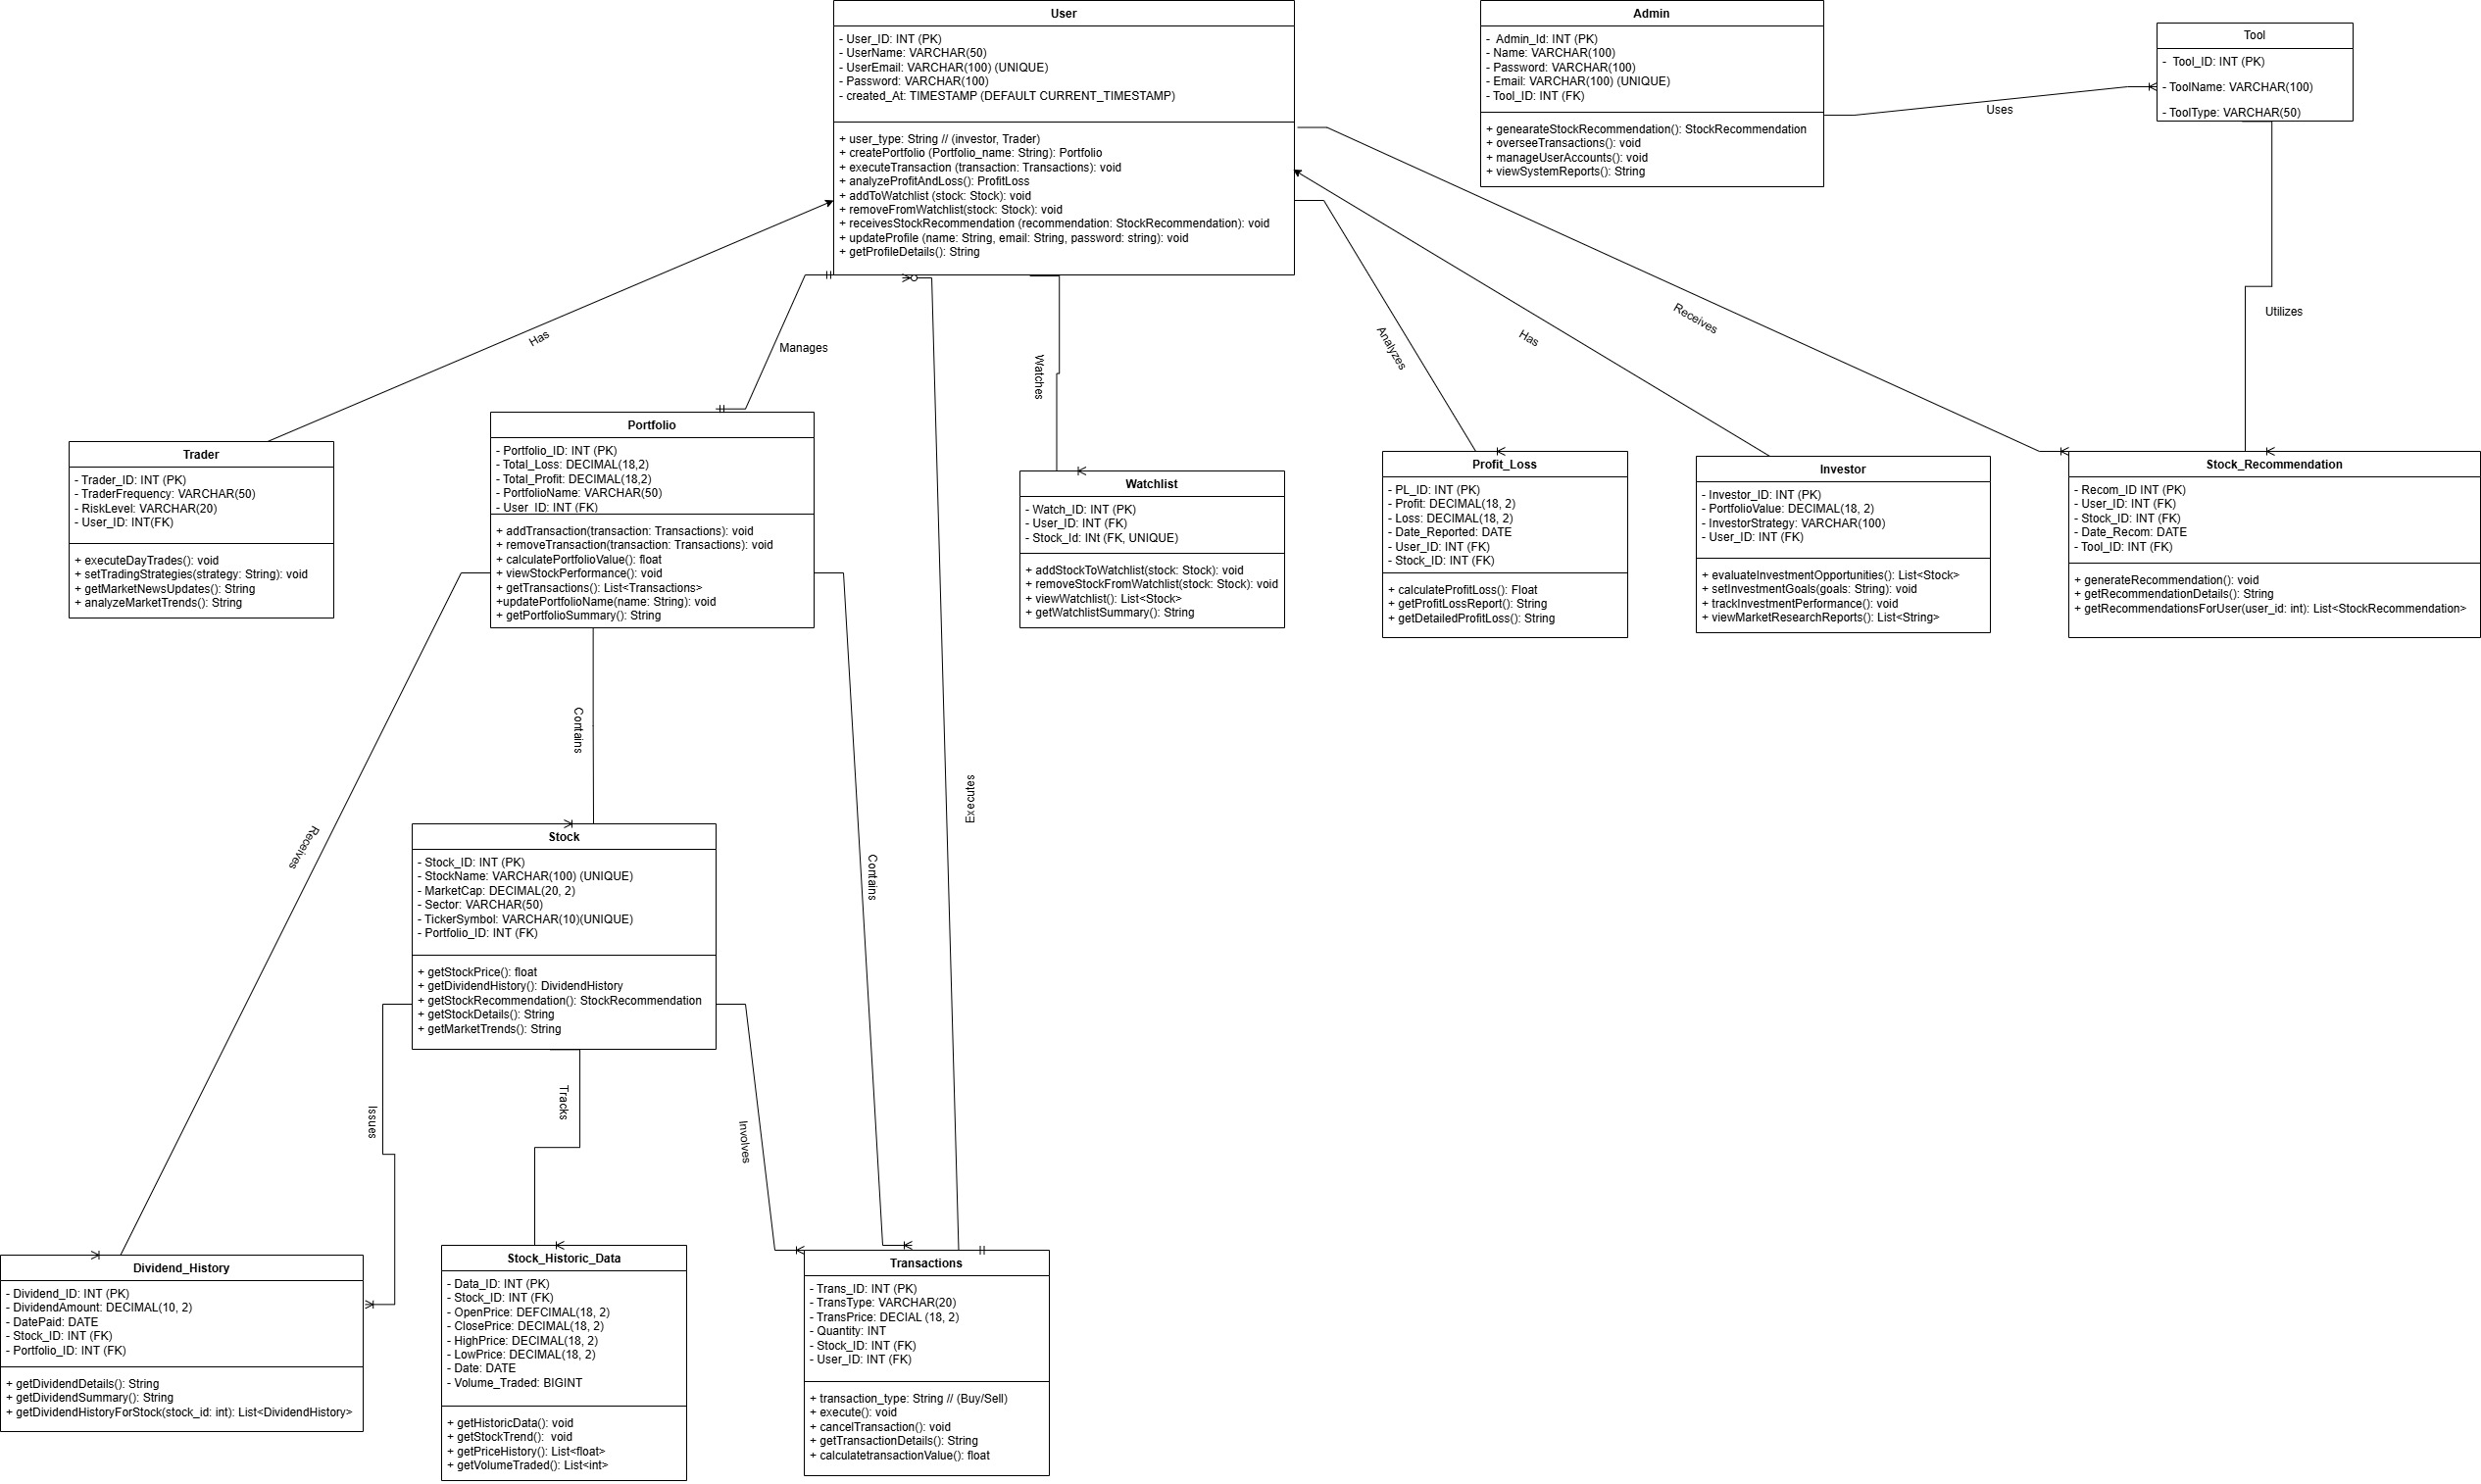 User
- User_ID: INT (PK)
- UserName: VARCHAR(50)
- UserEmail: VARCHAR(100) (UNIQUE)
- Password: VARCHAR(100)
- created_At: TIMESTAMP (DEFAULT CURRENT_TIMESTAMP)
+ user_type: String // (investor, Trader)
+ createPortfolio (Portfolio_name: String): Portfolio
+ executeTransaction (transaction: Transactions): void
+ analyzeProfitAndLoss(): ProfitLoss
+ addToWatchlist (stock: Stock): void
+ removeFromWatchlist(stock: Stock): void
+ receivesStockRecommendation (recommendation: StockRecommendation): void
+ updateProfile (name: String, email: String, password: string): void
+ getProfileDetails(): String
Admin
-  Admin_Id: INT (PK)
- Name: VARCHAR(100)
- Password: VARCHAR(100)
- Email: VARCHAR(100) (UNIQUE)
- Tool_ID: INT (FK)
+ genearateStockRecommendation(): StockRecommendation
+ overseeTransactions(): void
+ manageUserAccounts(): void
+ viewSystemReports(): String
Uses
Tool
-  Tool_ID: INT (PK)
- ToolName: VARCHAR(100)
- ToolType: VARCHAR(50)
Has
Manages
Watches
Analyzes
Has
Receives
Utilizes
Trader
- Trader_ID: INT (PK)
- TraderFrequency: VARCHAR(50)
- RiskLevel: VARCHAR(20)
- User_ID: INT(FK)
+ executeDayTrades(): void
+ setTradingStrategies(strategy: String): void
+ getMarketNewsUpdates(): String
+ analyzeMarketTrends(): String
Portfolio
- Portfolio_ID: INT (PK)
- Total_Loss: DECIMAL(18,2)
- Total_Profit: DECIMAL(18,2)
- PortfolioName: VARCHAR(50)
- User_ID: INT (FK)
+ addTransaction(transaction: Transactions): void
+ removeTransaction(transaction: Transactions): void
+ calculatePortfolioValue(): float
+ viewStockPerformance(): void
+ getTransactions(): List<Transactions>
+updatePortfolioName(name: String): void
+ getPortfolioSummary(): String
Watchlist
- Watch_ID: INT (PK)
- User_ID: INT (FK)
- Stock_Id: INt (FK, UNIQUE)
+ addStockToWatchlist(stock: Stock): void
+ removeStockFromWatchlist(stock: Stock): void
+ viewWatchlist(): List<Stock>
+ getWatchlistSummary(): String
Profit_Loss
- PL_ID: INT (PK)
- Profit: DECIMAL(18, 2)
- Loss: DECIMAL(18, 2)
- Date_Reported: DATE
- User_ID: INT (FK)
- Stock_ID: INT (FK)
+ calculateProfitLoss(): Float
+ getProfitLossReport(): String
+ getDetailedProfitLoss(): String
Investor
- Investor_ID: INT (PK)
- PortfolioValue: DECIMAL(18, 2)
- InvestorStrategy: VARCHAR(100)
- User_ID: INT (FK)
+ evaluateInvestmentOpportunities(): List<Stock>
+ setInvestmentGoals(goals: String): void
+ trackInvestmentPerformance(): void
+ viewMarketResearchReports(): List<String>
Stock_Recommendation
- Recom_ID INT (PK)
- User_ID: INT (FK)
- Stock_ID: INT (FK)
- Date_Recom: DATE
- Tool_ID: INT (FK)
+ generateRecommendation(): void
+ getRecommendationDetails(): String
+ getRecommendationsForUser(user_id: int): List<StockRecommendation>
Contains
Receives
Contains
Executes
Stock
- Stock_ID: INT (PK)
- StockName: VARCHAR(100) (UNIQUE)
- MarketCap: DECIMAL(20, 2)
- Sector: VARCHAR(50)
- TickerSymbol: VARCHAR(10)(UNIQUE)
- Portfolio_ID: INT (FK)
+ getStockPrice(): float
+ getDividendHistory(): DividendHistory
+ getStockRecommendation(): StockRecommendation
+ getStockDetails(): String
+ getMarketTrends(): String
Issues
Tracks
Involves
Dividend_History
- Dividend_ID: INT (PK)
- DividendAmount: DECIMAL(10, 2)
- DatePaid: DATE
- Stock_ID: INT (FK)
- Portfolio_ID: INT (FK)
+ getDividendDetails(): String
+ getDividendSummary(): String
+ getDividendHistoryForStock(stock_id: int): List<DividendHistory>
Stock_Historic_Data
- Data_ID: INT (PK)
- Stock_ID: INT (FK)
- OpenPrice: DEFCIMAL(18, 2)
- ClosePrice: DECIMAL(18, 2)
- HighPrice: DECIMAL(18, 2)
- LowPrice: DECIMAL(18, 2)
- Date: DATE
- Volume_Traded: BIGINT
+ getHistoricData(): void
+ getStockTrend():  void
+ getPriceHistory(): List<float>
+ getVolumeTraded(): List<int>
Transactions
- Trans_ID: INT (PK)
- TransType: VARCHAR(20)
- TransPrice: DECIAL (18, 2)
- Quantity: INT
- Stock_ID: INT (FK)
- User_ID: INT (FK)
+ transaction_type: String // (Buy/Sell)
+ execute(): void
+ cancelTransaction(): void
+ getTransactionDetails(): String
+ calculatetransactionValue(): float